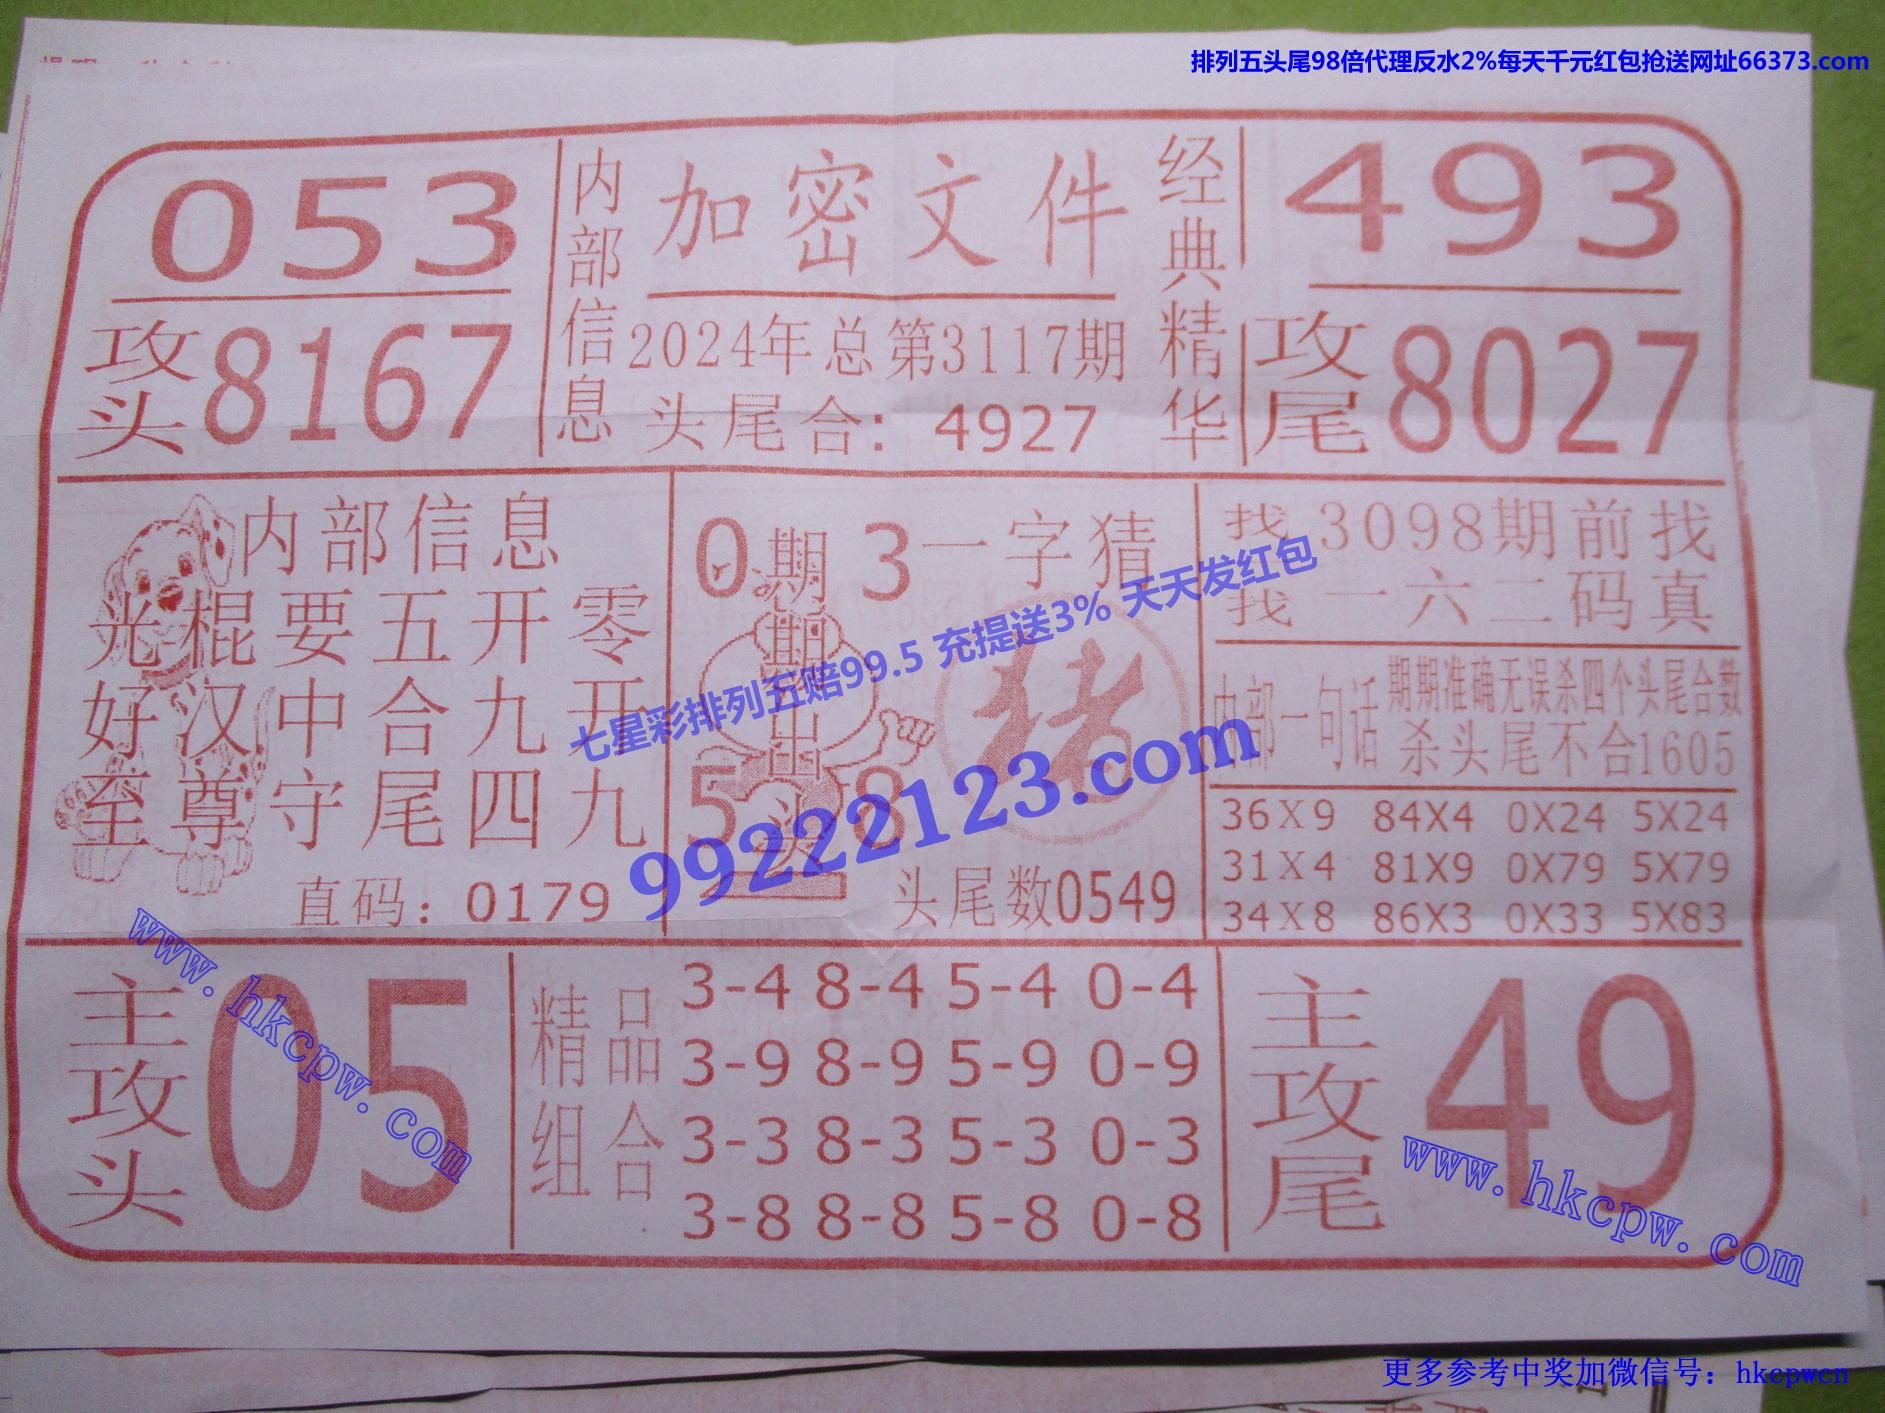 排列五头尾98倍代理反水2%每天千元红包抢送网址66373.com
053
攻头 8167
内部信息
加密文件
2024年总第3117期
头尾合：4927
经典精华
493
攻尾 8027
内部信息
光棍要五开零
好汉中合九开
至尊守尾四九
直码：0179
0 3
期期中头
5 8
一字猜
猪
头尾数0549
找3098期前找
找一六二码真
内部一句话
期期准确无误杀四个头尾合数
杀头尾不合1605
36X9 84X4 0X24 5X24
31X4 81X9 0X79 5X79
34X8 86X3 0X33 5X83
七星彩排列五赔99.5 充提送3% 天天发红包
99222123.com
主攻头 05
精品组合
3-4 8-4 5-4 0-4
3-9 8-9 5-9 0-9
3-3 8-3 5-3 0-3
3-8 8-8 5-8 0-8
主攻尾 49
www.hkcpw.com
www.hkcpw.com
更多参考中奖加微信号：hkcpwcn